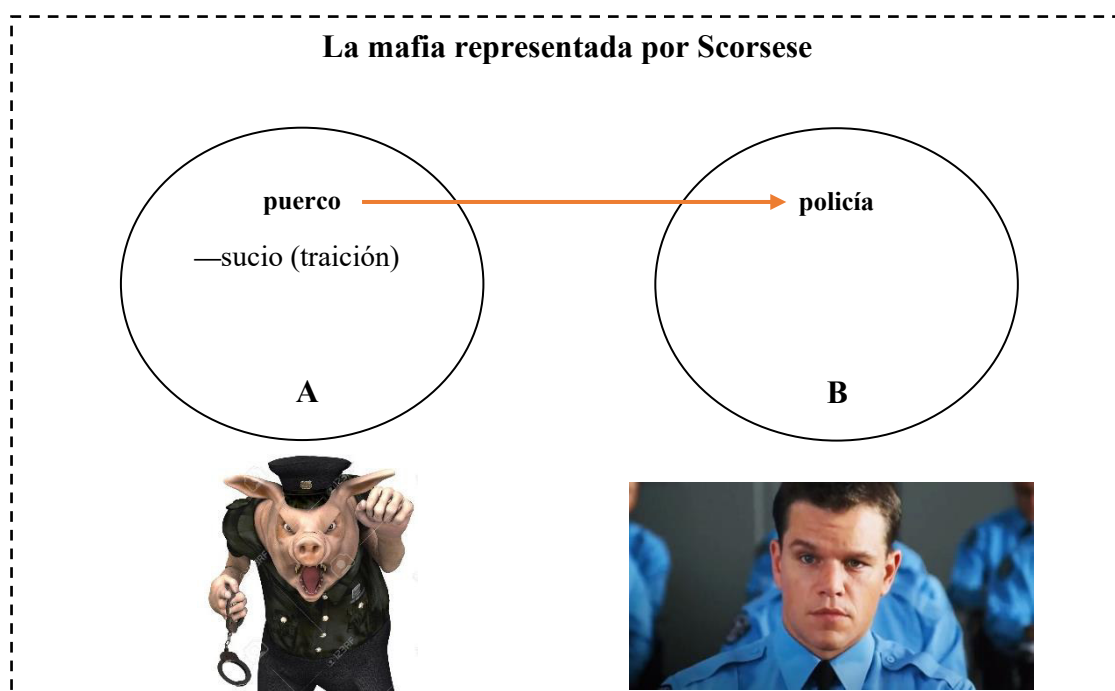 La mafia representada por Scorsese
puerco
policía
—sucio (traición)
A
B